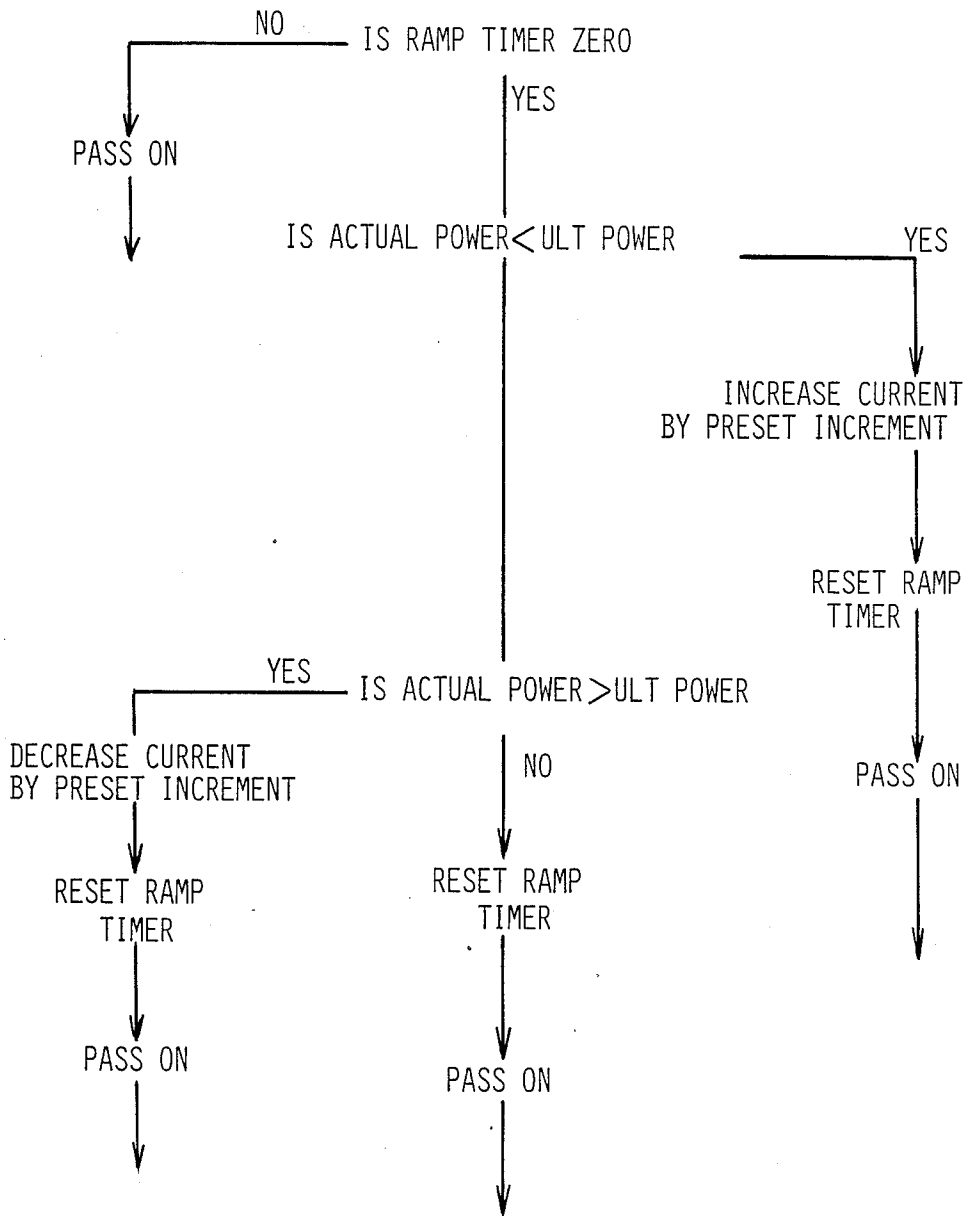 NO
IS RAMP TIMER ZERO
YES
PASS ON
IS ACTUAL POWER<ULT POWER
YES
INCREASE CURRENT
BY PRESET INCREMENT
RESET RAMP
TIMER
PASS ON
YES
IS ACTUAL POWER>ULT POWER
DECREASE CURRENT
BY PRESET INCREMENT
NO
RESET RAMP
TIMER
RESET RAMP
TIMER
PASS ON
PASS ON